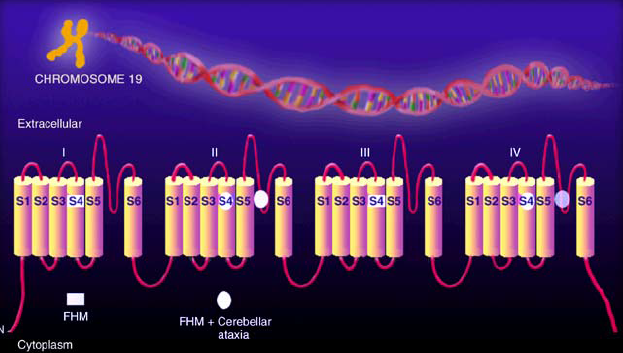 CHROMOSOME 19
Extracellular
I II III IV
S1 S2 S3 S4 S5 S6 S1 S2 S3 S4 S5 S6 S1 S2 S3 S4 S5 S6 S1 S2 S3 S4 S5 S6
FHM
FHM + Cerebellar
ataxia
N
Cytoplasm